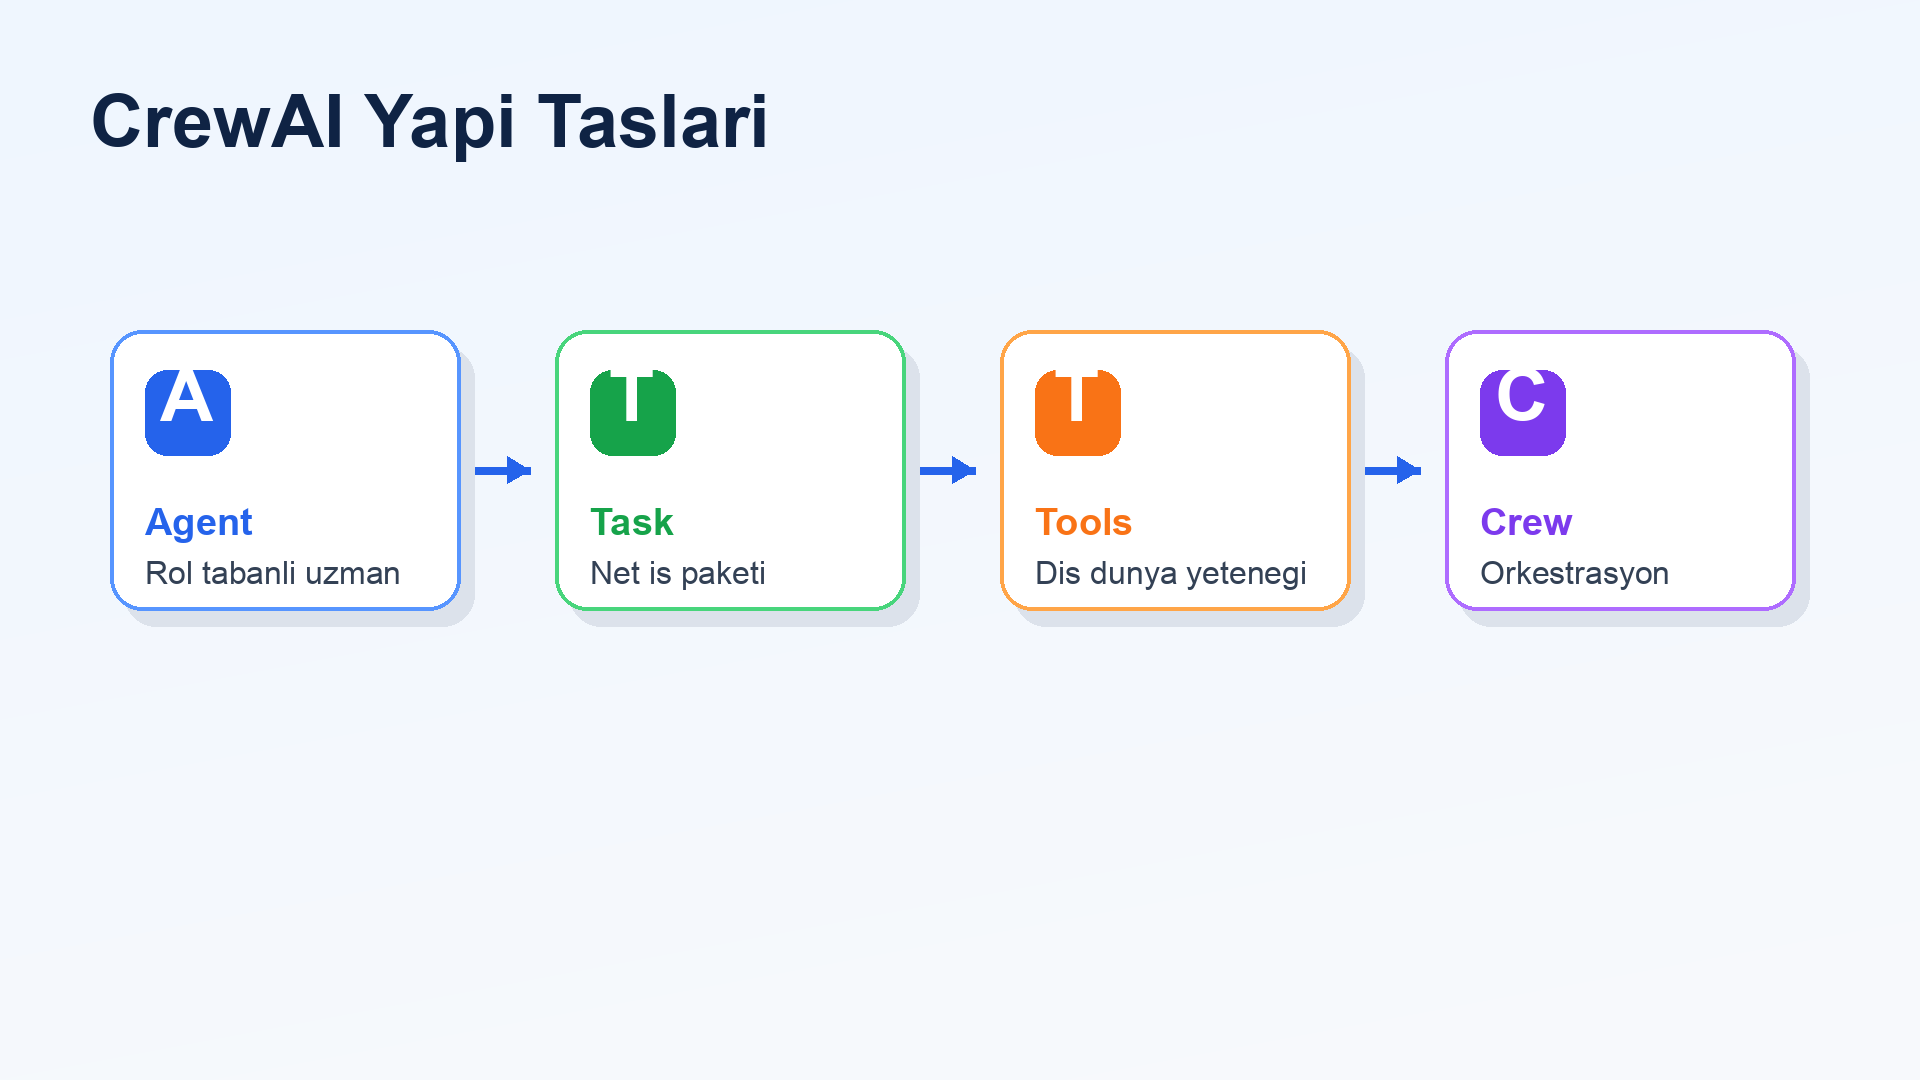 CrewAI Yapi Taslari
A
Agent
Rol tabanli uzman
T
Task
Net is paketi
T
Tools
Dis dunya yetenegi
C
Crew
Orkestrasyon